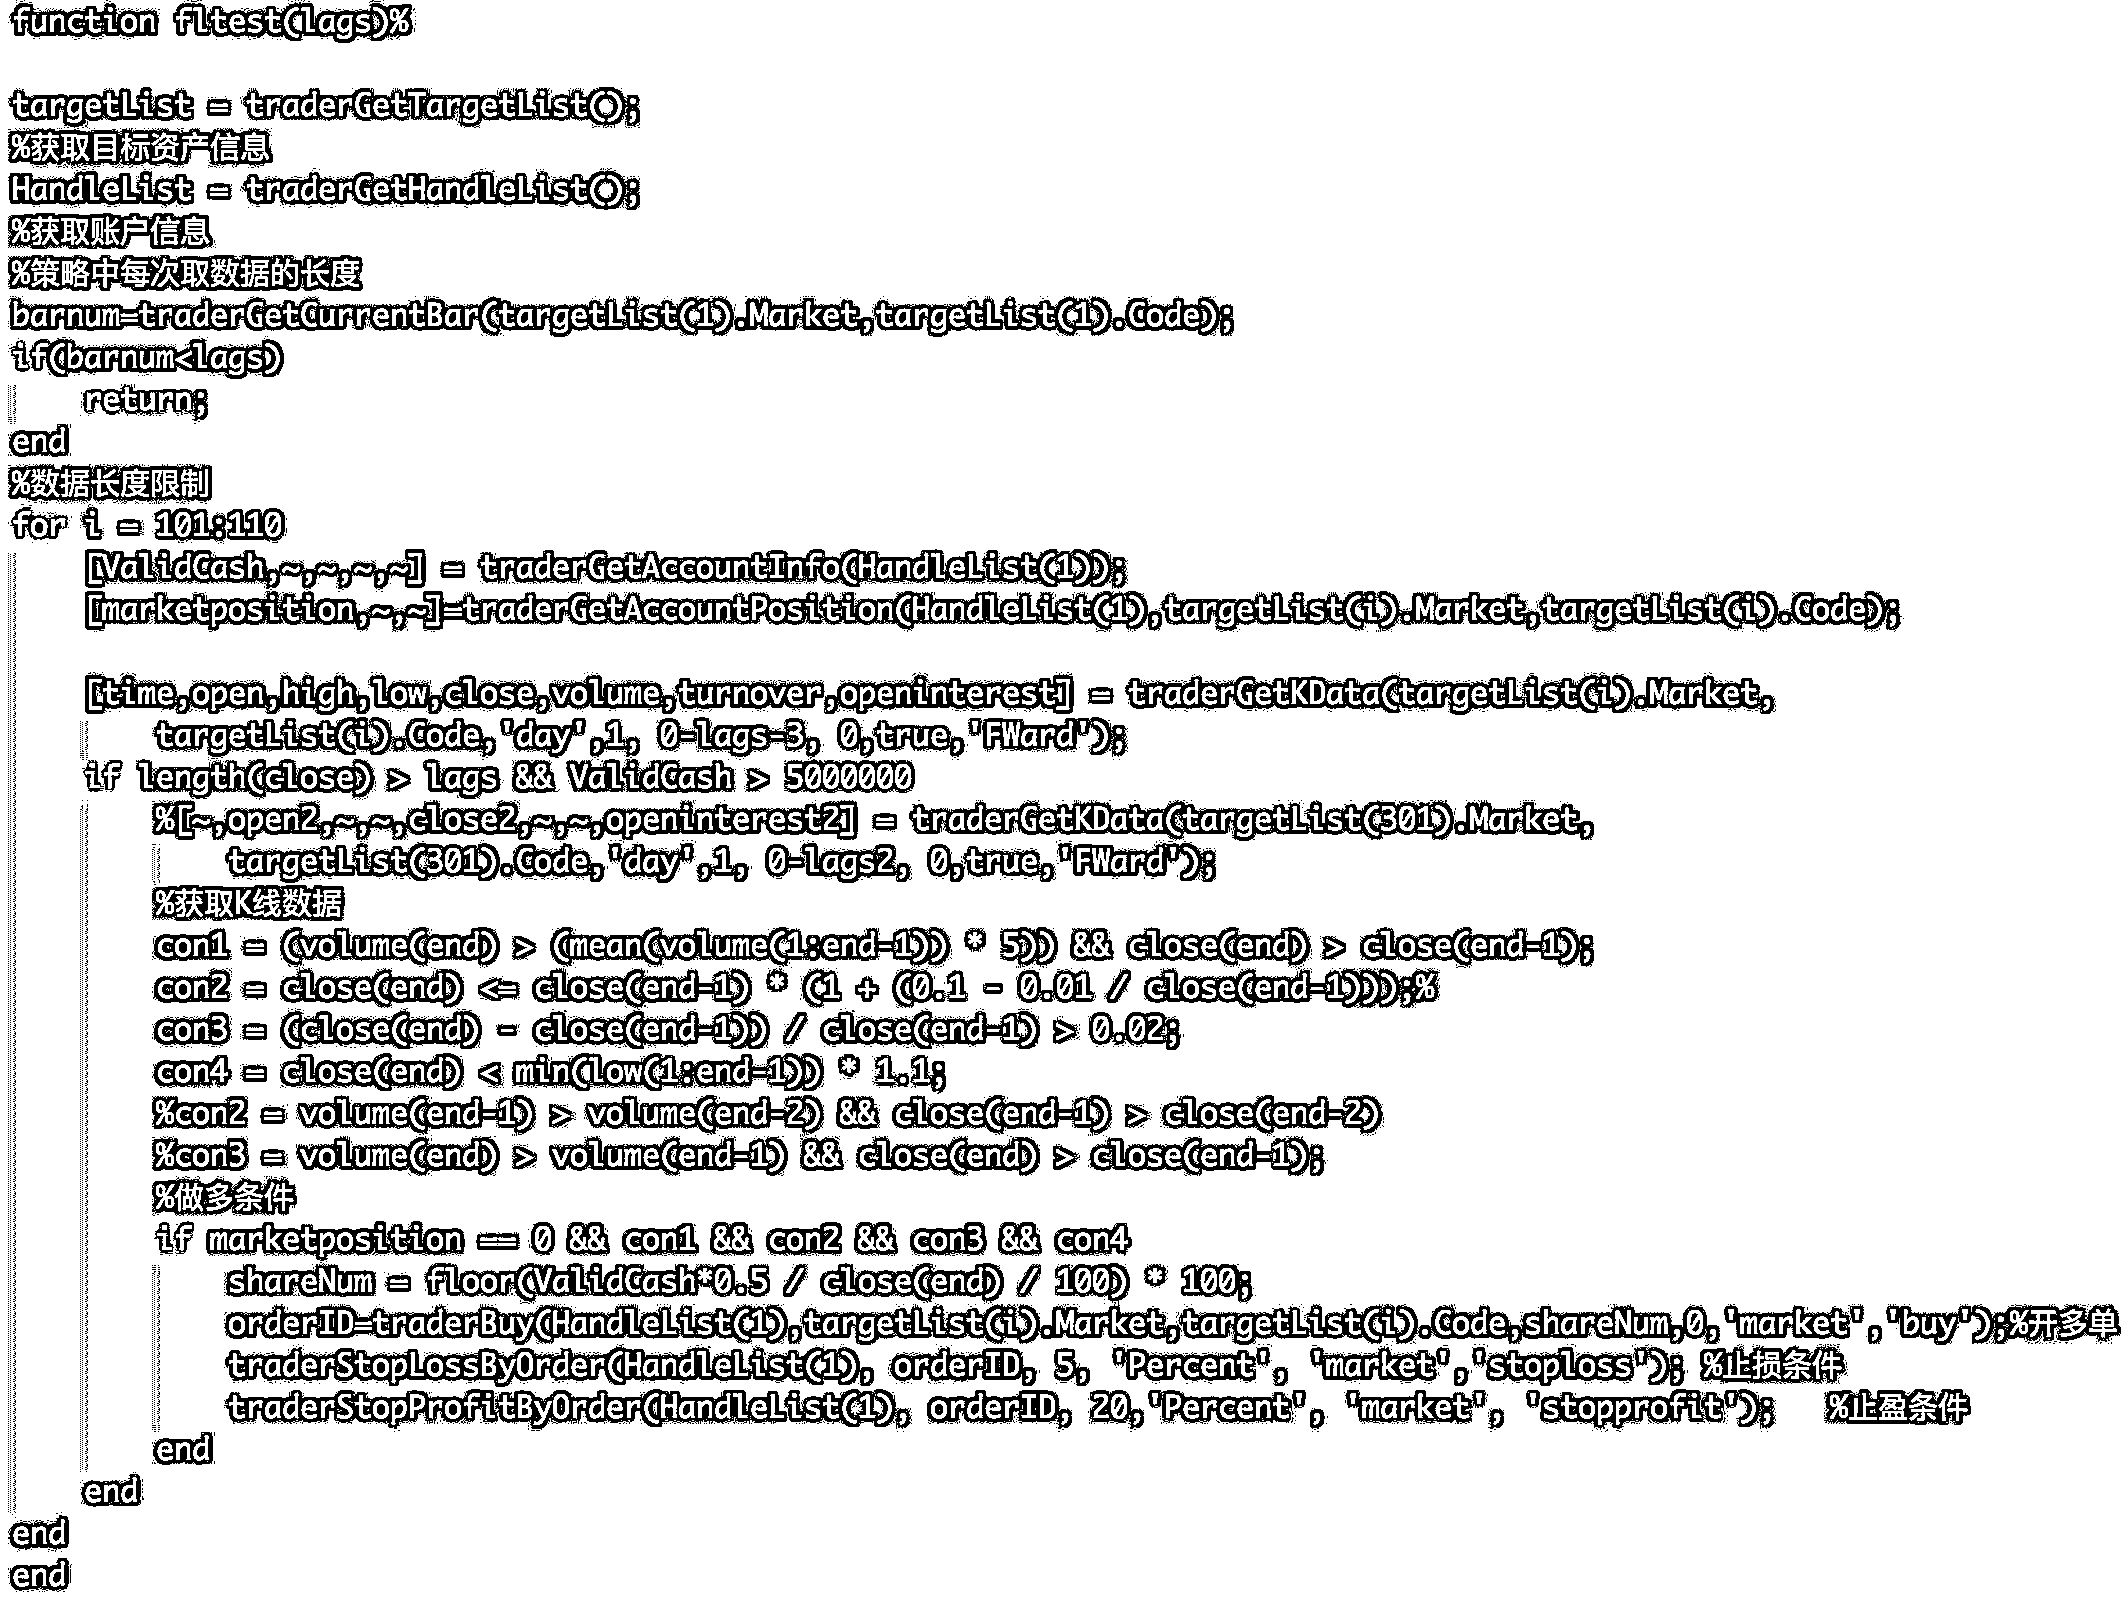 function fltest(lags)%
targetList = traderGetTargetList();
%获取目标资产信息
HandleList = traderGetHandleList();
%获取账户信息
%策略中每次取数据的长度
barnum=traderGetCurrentBar(targetList(1).Market,targetList(1).Code);
if(barnum<lags)
    return;
end
%数据长度限制
for i = 101:110
    [ValidCash,~,~,~,~] = traderGetAccountInfo(HandleList(1));
    [marketposition,~,~]=traderGetAccountPosition(HandleList(1),targetList(i).Market,targetList(i).Code);
    [time,open,high,low,close,volume,turnover,openinterest] = traderGetKData(targetList(i).Market,
        targetList(i).Code,'day',1, 0-lags-3, 0,true,'FWard');
    if length(close) > lags && ValidCash > 5000000
        %[~,open2,~,~,close2,~,~,openinterest2] = traderGetKData(targetList(301).Market,
            targetList(301).Code,'day',1, 0-lags2, 0,true,'FWard');
        %获取K线数据
        con1 = (volume(end) > (mean(volume(1:end-1)) * 5)) && close(end) > close(end-1);
        con2 = close(end) <= close(end-1) * (1 + (0.1 - 0.01 / close(end-1)));%
        con3 = (close(end) - close(end-1)) / close(end-1) > 0.02;
        con4 = close(end) < min(low(1:end-1)) * 1.1;
        %con2 = volume(end-1) > volume(end-2) && close(end-1) > close(end-2)
        %con3 = volume(end) > volume(end-1) && close(end) > close(end-1);
        %做多条件
        if marketposition == 0 && con1 && con2 && con3 && con4
            shareNum = floor(ValidCash*0.5 / close(end) / 100) * 100;
            orderID=traderBuy(HandleList(1),targetList(i).Market,targetList(i).Code,shareNum,0,'market','buy');%开多单
            traderStopLossByOrder(HandleList(1), orderID, 5, 'Percent', 'market','stoploss'); %止损条件
            traderStopProfitByOrder(HandleList(1), orderID, 20,'Percent', 'market', 'stopprofit');   %止盈条件
        end
    end
end
end